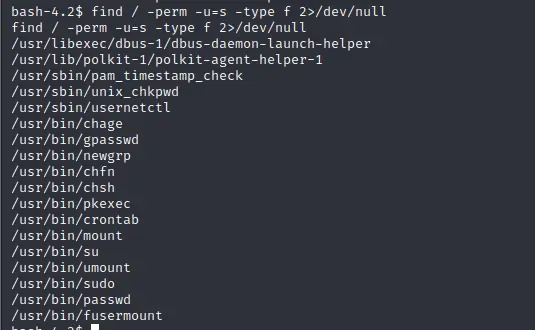 bash-4.2$ find / -perm -u=s -type f 2>/dev/null
find / -perm -u=s -type f 2>/dev/null
/usr/libexec/dbus-1/dbus-daemon-launch-helper
/usr/lib/polkit-1/polkit-agent-helper-1
/usr/sbin/pam_timestamp_check
/usr/sbin/unix_chkpwd
/usr/sbin/usernetctl
/usr/bin/chage
/usr/bin/gpasswd
/usr/bin/newgrp
/usr/bin/chfn
/usr/bin/chsh
/usr/bin/pkexec
/usr/bin/crontab
/usr/bin/mount
/usr/bin/su
/usr/bin/umount
/usr/bin/sudo
/usr/bin/passwd
/usr/bin/fusermount
bash-4.2$